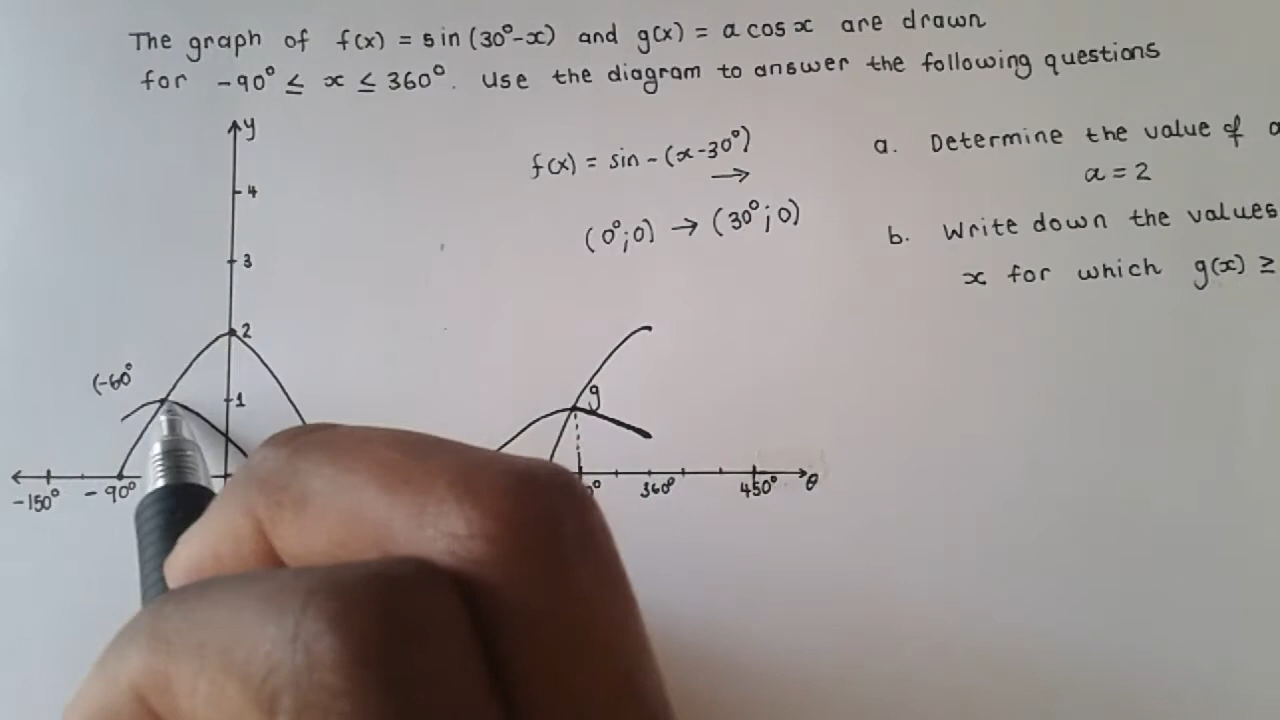 The graph of f(x) = sin (30°-x) and g(x) = a cos x are drawn
for -90° ≤ x ≤ 360°. Use the diagram to answer the following questions
y
4
3
2
1
(-60°
g
-150°
-90°
360°
450°
θ
f(x) = sin - (x-30°)
→
(0°;0) → (30°;0)
a. Determine the value of a
a = 2
b. Write down the values
x for which g(x) ≥